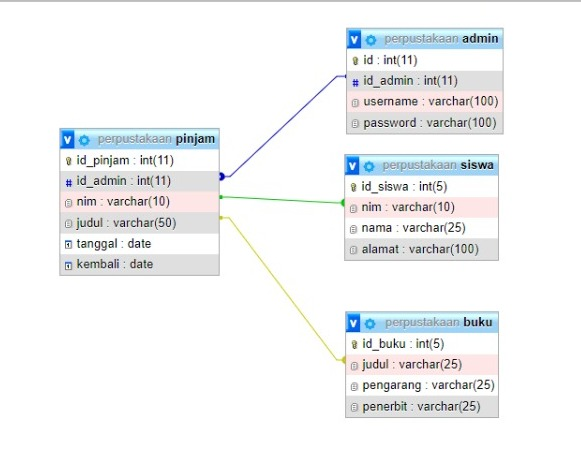 perpustakaan pinjam
id_pinjam : int(11)
id_admin : int(11)
nim : varchar(10)
judul : varchar(50)
tanggal : date
kembali : date
perpustakaan admin
id : int(11)
id_admin : int(11)
username : varchar(100)
password : varchar(100)
perpustakaan siswa
id_siswa : int(5)
nim : varchar(10)
nama : varchar(25)
alamat : varchar(100)
perpustakaan buku
id_buku : int(5)
judul : varchar(25)
pengarang : varchar(25)
penerbit : varchar(25)